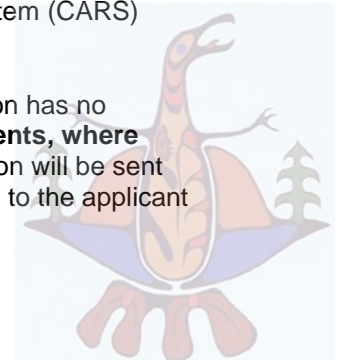 tem (CARS)
on has no
ents, where
on will be sent
to the applicant